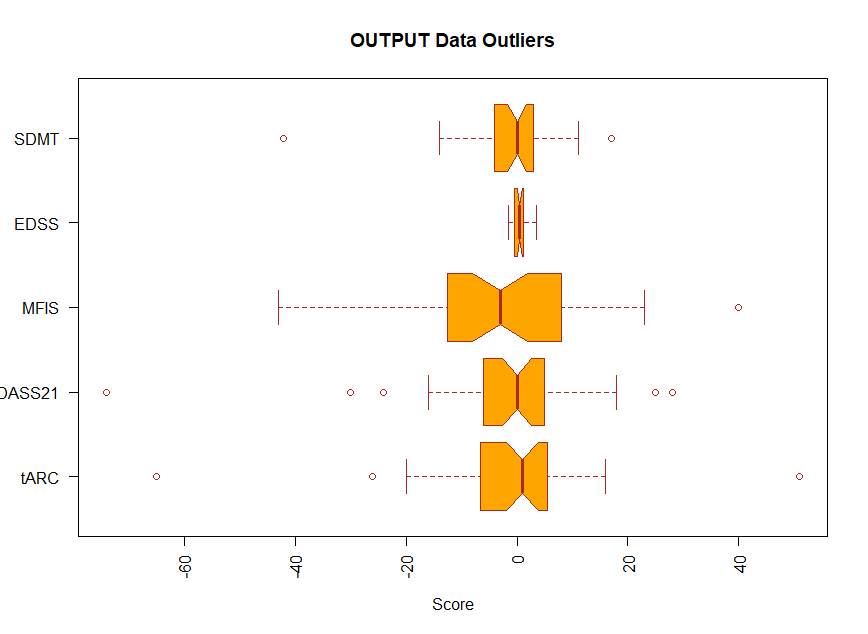 OUTPUT Data Outliers
SDMT
EDSS
MFIS
DASS21
tARC
-60
-40
-20
0
20
40
Score